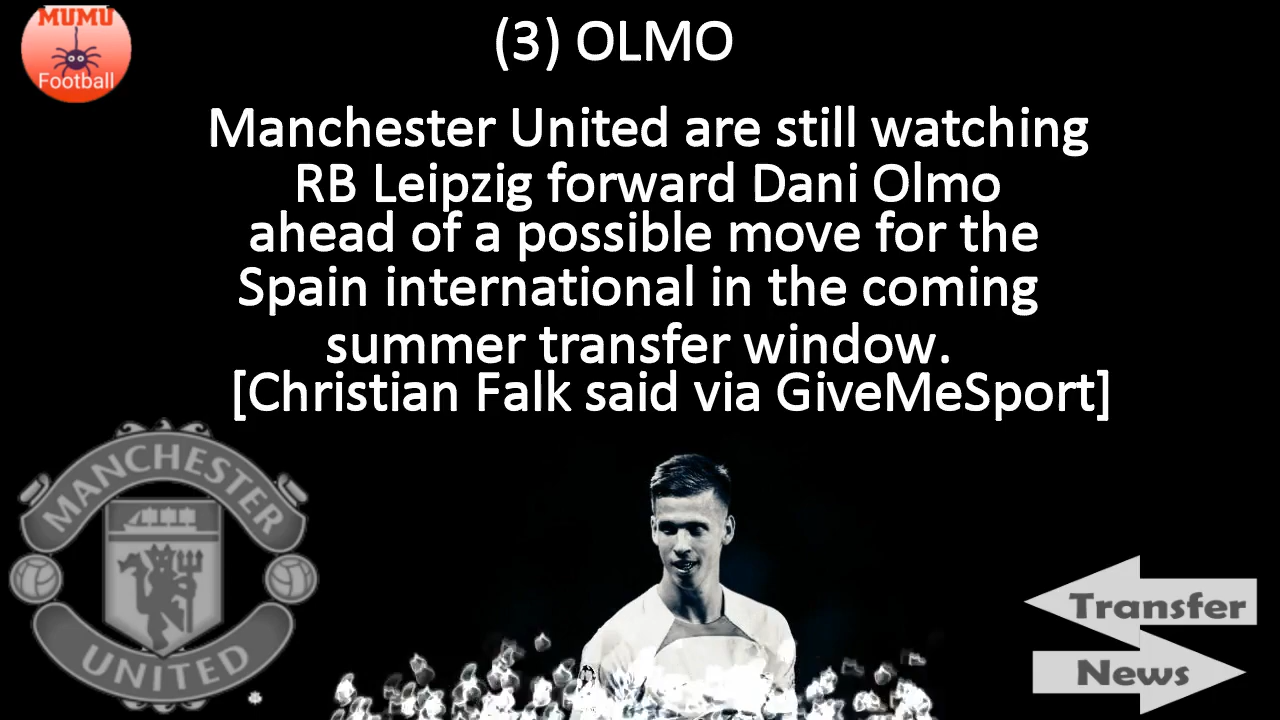 MUMU
Football
(3) OLMO
Manchester United are still watching
RB Leipzig forward Dani Olmo
ahead of a possible move for the
Spain international in the coming
summer transfer window.
[Christian Falk said via GiveMeSport]
MANCHESTER
UNITED
Transfer
News